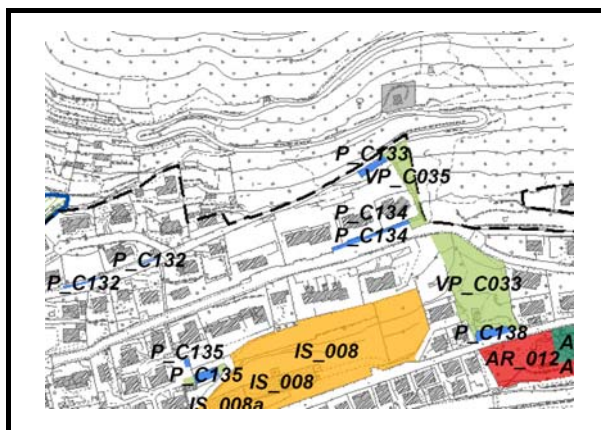 P_C133
VP_C035
P_C134
P_C134
P_C132
P_C132
VP_C033
P_C138
P_C135
IS_008
AR_012
P_C135
IS_008
A
A
IS_008a